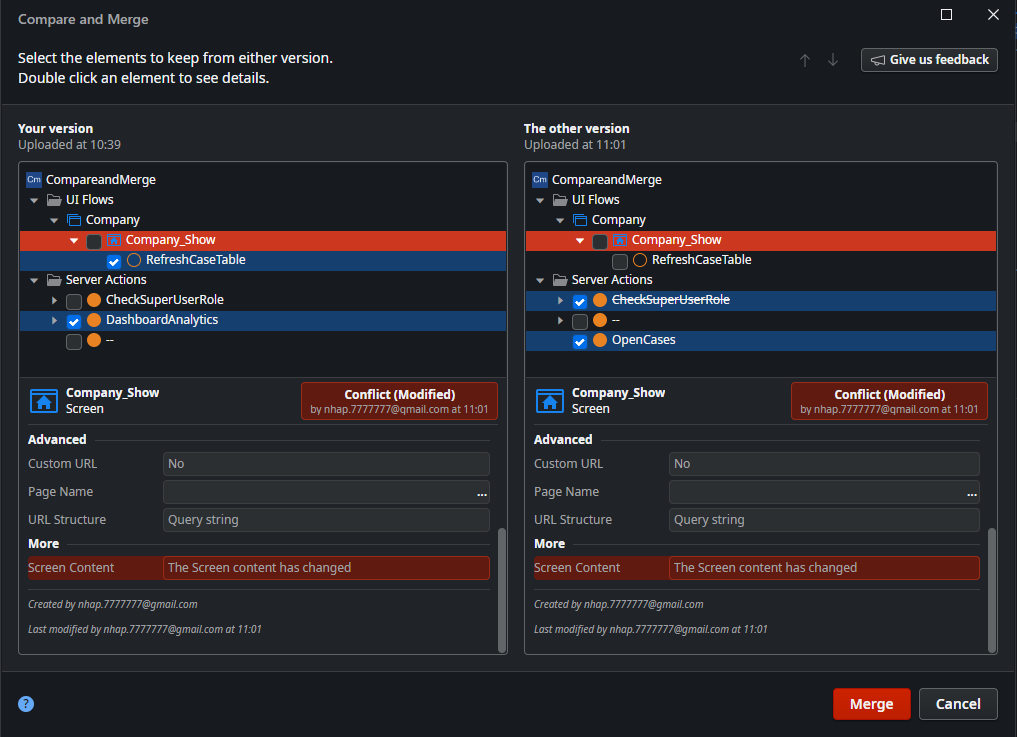 Compare and Merge
Select the elements to keep from either version.
Double click an element to see details.
Give us feedback
Your version
Uploaded at 10:39
Cm CompareandMerge
UI Flows
Company
Company_Show
RefreshCaseTable
Server Actions
CheckSuperUserRole
DashboardAnalytics
--
Company_Show
Screen
Conflict (Modified)
by nhap.7777777@gmail.com at 11:01
Advanced
Custom URL No
Page Name ...
URL Structure Query string
More
Screen Content The Screen content has changed
Created by nhap.7777777@gmail.com
Last modified by nhap.7777777@gmail.com at 11:01
The other version
Uploaded at 11:01
Cm CompareandMerge
UI Flows
Company
Company_Show
RefreshCaseTable
Server Actions
CheckSuperUserRole
--
OpenCases
Company_Show
Screen
Conflict (Modified)
by nhap.7777777@gmail.com at 11:01
Advanced
Custom URL No
Page Name ...
URL Structure Query string
More
Screen Content The Screen content has changed
Created by nhap.7777777@gmail.com
Last modified by nhap.7777777@gmail.com at 11:01
?
Merge
Cancel